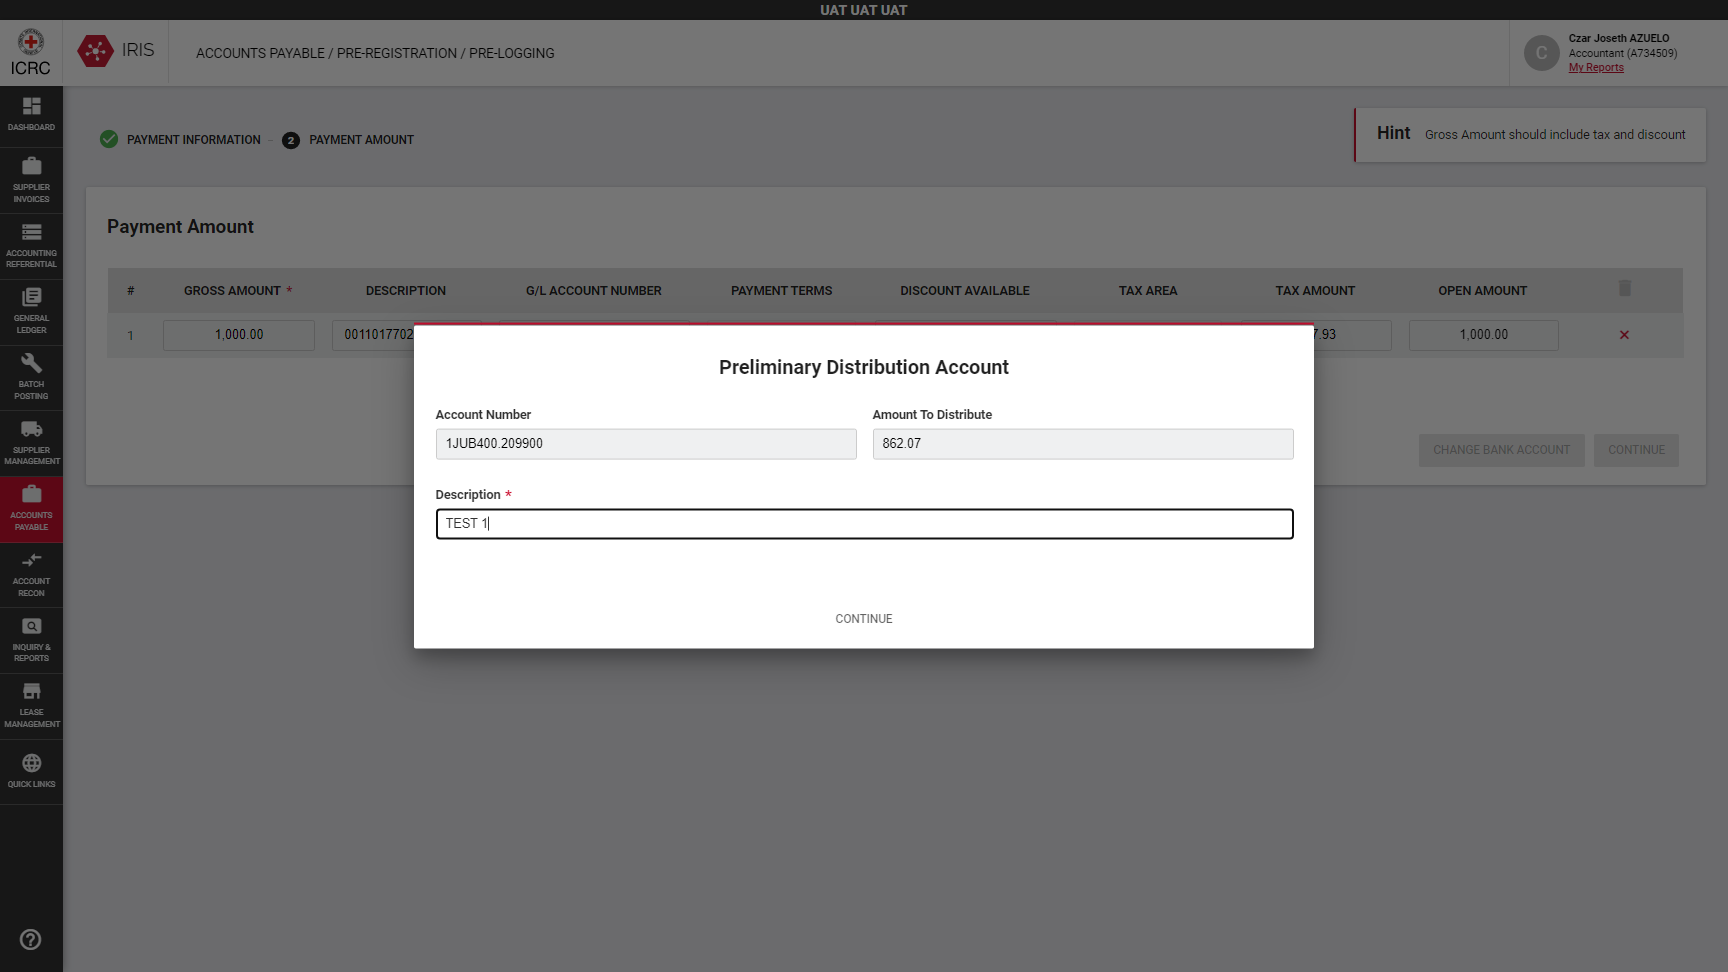 UAT UAT UAT
ICRC
IRIS
ACCOUNTS PAYABLE / PRE-REGISTRATION / PRE-LOGGING
C
Czar Joseth AZUELO
Accountant (A734509)
My Reports
DASHBOARD
SUPPLIER
INVOICES
ACCOUNTING
REFERENTIAL
GENERAL
LEDGER
BATCH
POSTING
SUPPLIER
MANAGEMENT
ACCOUNTS
PAYABLE
ACCOUNT
RECON
INQUIRY &
REPORTS
LEASE
MANAGEMENT
QUICK LINKS
PAYMENT INFORMATION - 2 PAYMENT AMOUNT
Hint Gross Amount should include tax and discount
Payment Amount
# GROSS AMOUNT * DESCRIPTION G/L ACCOUNT NUMBER PAYMENT TERMS DISCOUNT AVAILABLE TAX AREA TAX AMOUNT OPEN AMOUNT
1 1,000.00 0011017702 7.93 1,000.00
CHANGE BANK ACCOUNT CONTINUE
Preliminary Distribution Account
Account Number Amount To Distribute
1JUB400.209900 862.07
Description *
TEST 1
CONTINUE